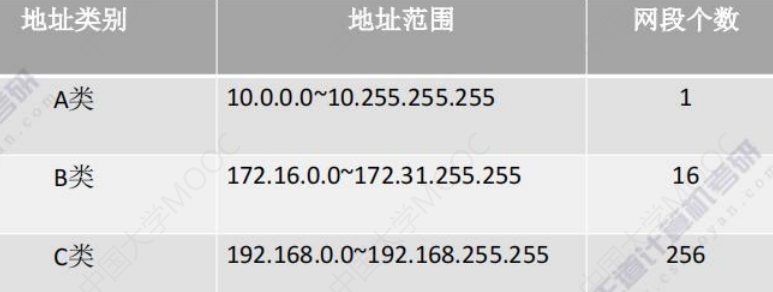 地址类别 地址范围 网段个数
A类 10.0.0.0~10.255.255.255 1
B类 172.16.0.0~172.31.255.255 16
C类 192.168.0.0~192.168.255.255 256
中国大学MOOC
王道计算机考研